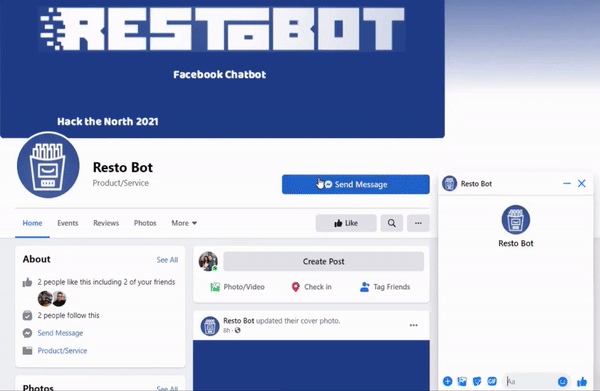 RESTOBOT
Facebook Chatbot
Hack the North 2021
Resto Bot
Product/Service
Send Message
Home
Events
Reviews
Photos
More
Like
About
See All
2 people like this including 2 of your friends
2 people follow this
Send Message
Product/Service
Photos
See All
Create Post
Photo/Video
Check in
Tag Friends
Resto Bot updated their cover photo.
8h ·
Resto Bot
Resto Bot
GIF
Aa